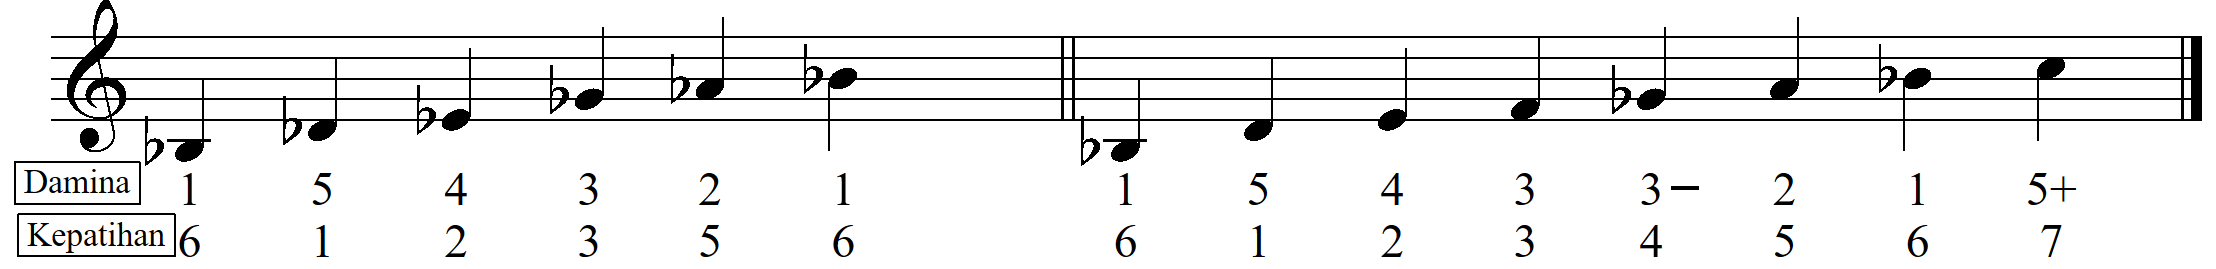 Damina 1 5 4 3 2 1 1 5 4 3 3− 2 1 5+
Kepatihan 6 1 2 3 5 6 6 1 2 3 4 5 6 7